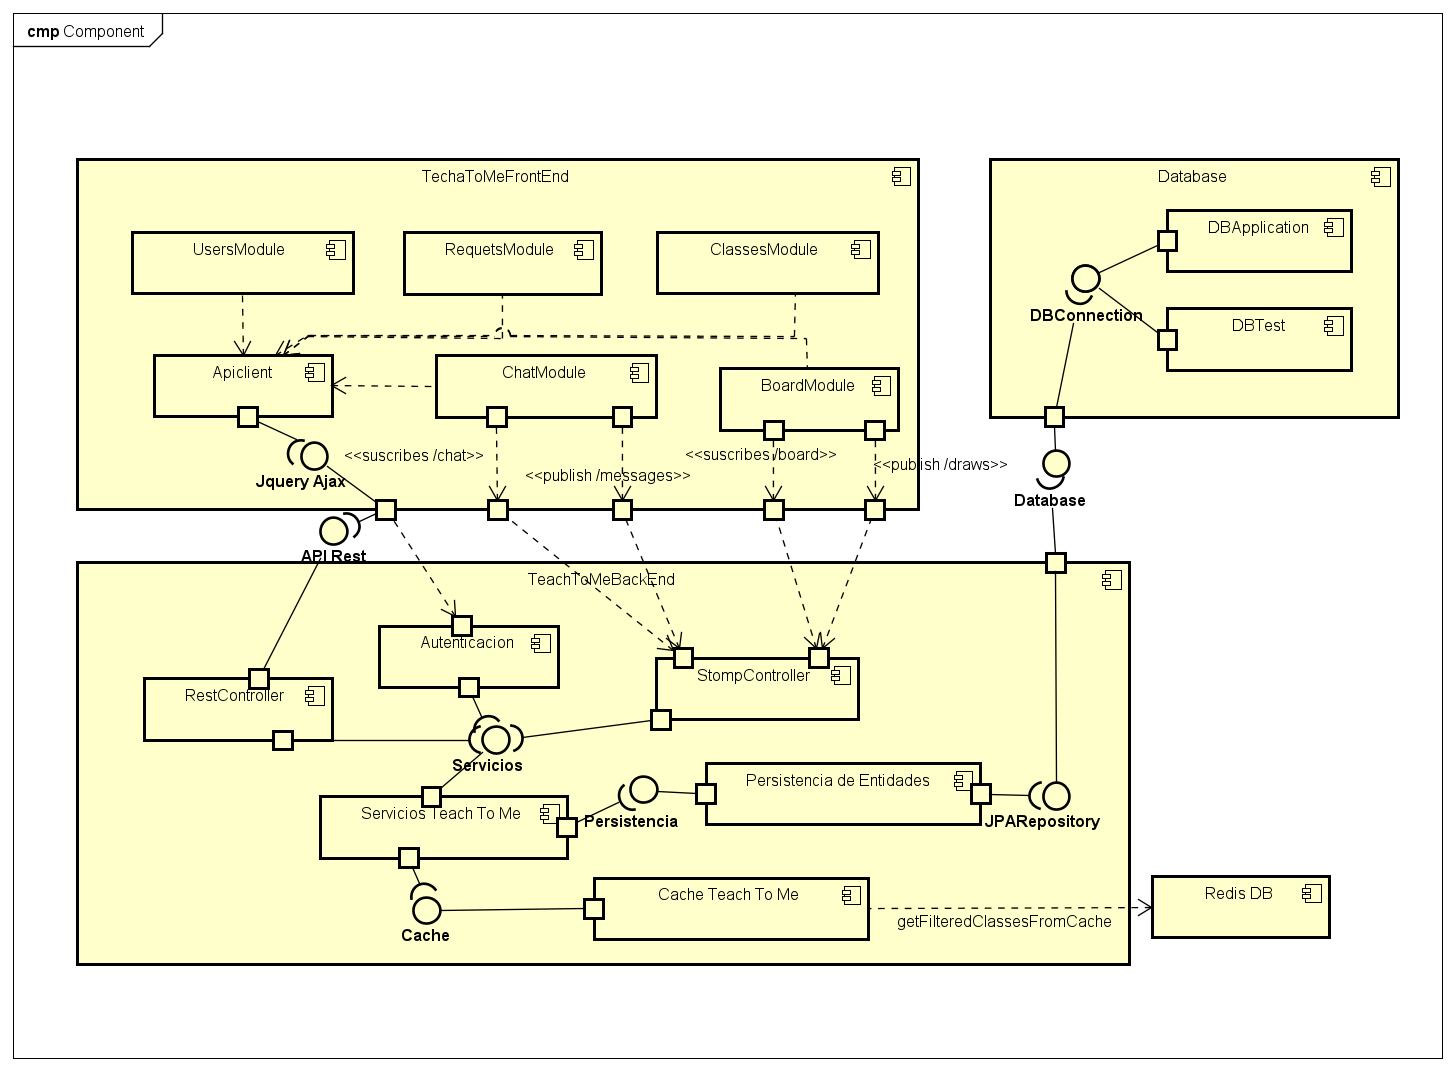 cmp Component
TechaToMeFrontEnd
Database
UsersModule
RequetsModule
ClassesModule
DBApplication
DBConnection
DBTest
Apiclient
ChatModule
BoardModule
<<suscribes /chat>>
<<publish /messages>>
<<suscribes /board>>
<<publish /draws>>
Jquery Ajax
Database
API Rest
TeachToMeBackEnd
Autenticacion
RestController
StompController
Servicios
Servicios Teach To Me
Persistencia
Persistencia de Entidades
JPARepository
Cache Teach To Me
Cache
getFilteredClassesFromCache
Redis DB